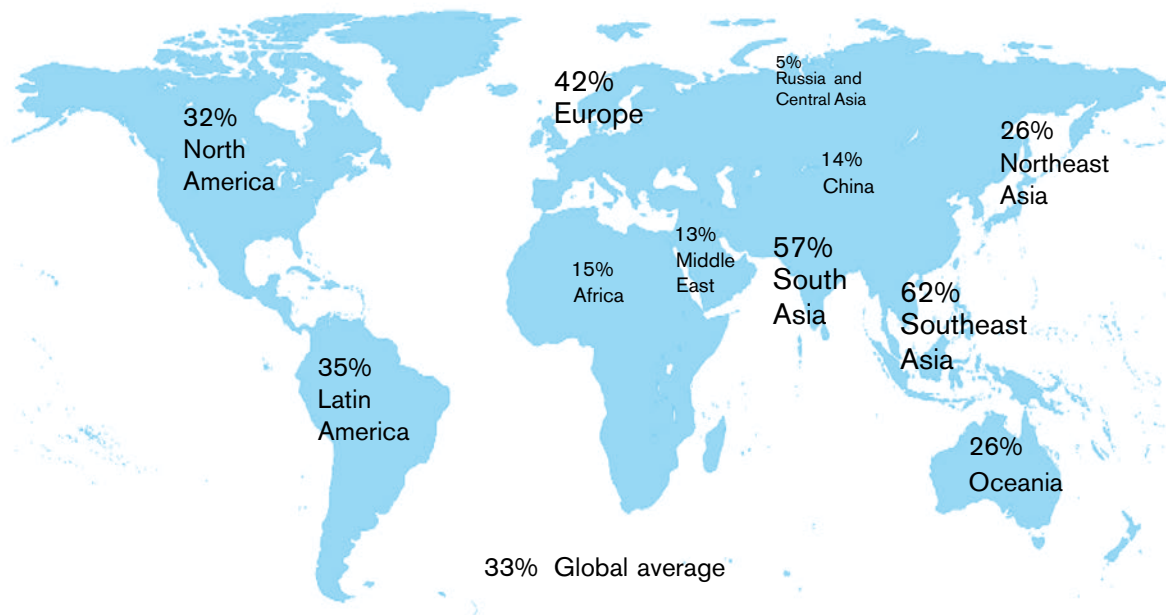 32%
North
America
42%
Europe
5%
Russia and
Central Asia
26%
Northeast
Asia
14%
China
15%
Africa
13%
Middle
East
57%
South
Asia
62%
Southeast
Asia
35%
Latin
America
26%
Oceania
33% Global average